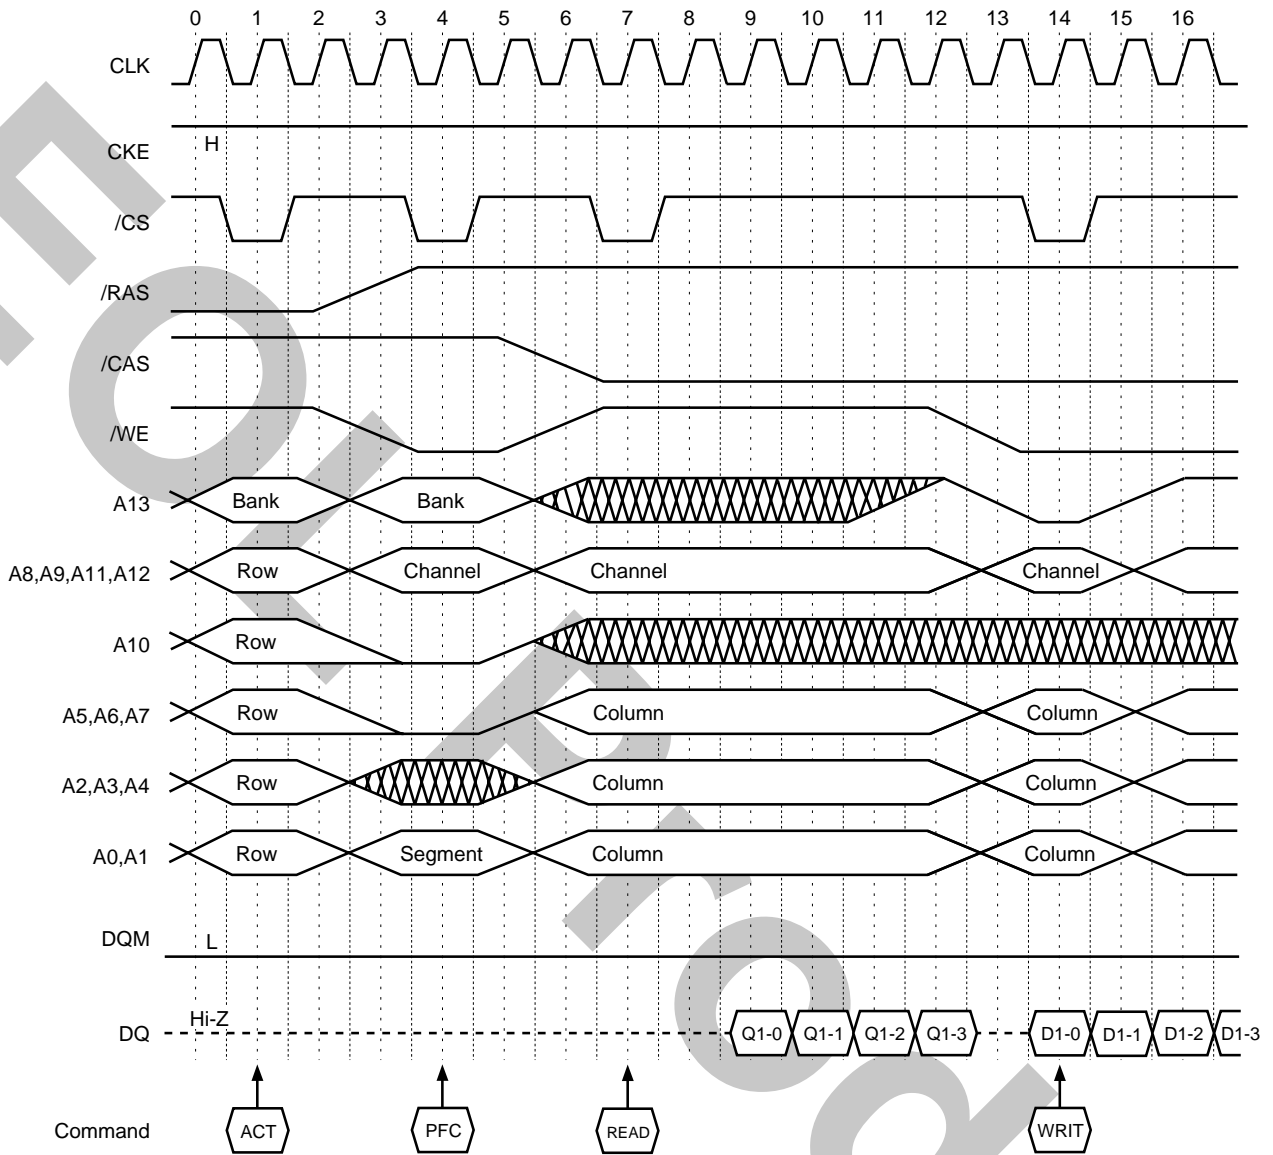 0 1 2 3 4 5 6 7 8 9 10 11 12 13 14 15 16
CLK
CKE H
/CS
/RAS
/CAS
/WE
A13 Bank Bank
A8,A9,A11,A12 Row Channel Channel Channel
A10 Row
A5,A6,A7 Row Column Column
A2,A3,A4 Row Column Column
A0,A1 Row Segment Column Column
DQM L
DQ Hi-Z Q1-0 Q1-1 Q1-2 Q1-3 D1-0 D1-1 D1-2 D1-3
Command ACT PFC READ WRIT